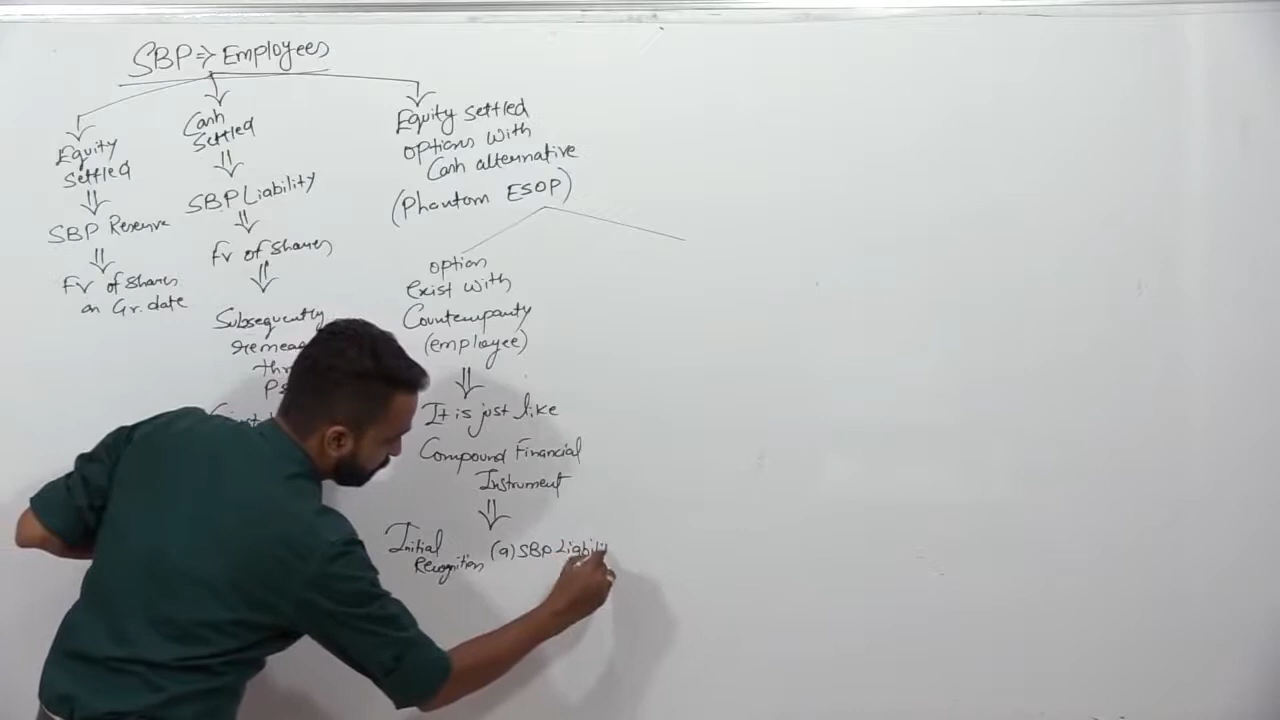 SBP => Employees
Equity
Settled
SBP Reserve
FV of shares
on Gr. date
Cash
Settled
SBP Liability
FV of shares
Subsequently
Equity settled
options with
Cash alternative
(Phantom ESOP)
option
exist with
Counterparty
(employee)
It is just like
Compound Financial
Instrument
Initial (a) SBP Liabili
Recognition